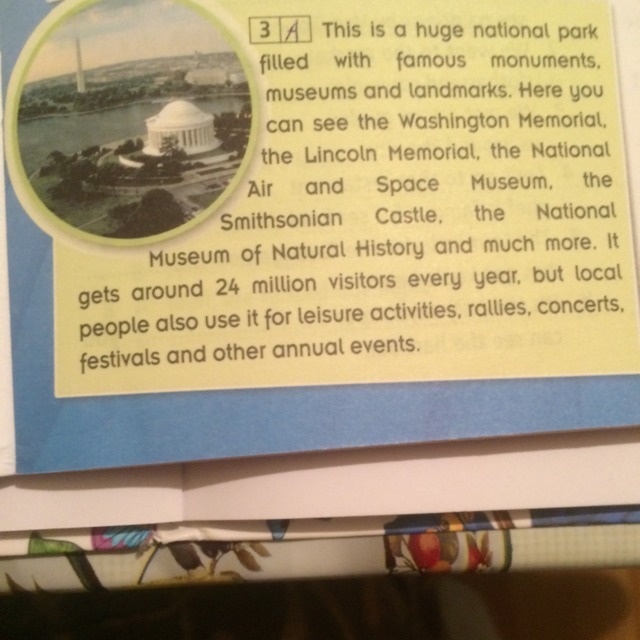 3 A This is a huge national park
filled with famous monuments,
museums and landmarks. Here you
can see the Washington Memorial,
the Lincoln Memorial, the National
Air and Space Museum, the
Smithsonian Castle, the National
Museum of Natural History and much more. It
gets around 24 million visitors every year, but local
people also use it for leisure activities, rallies, concerts,
festivals and other annual events.